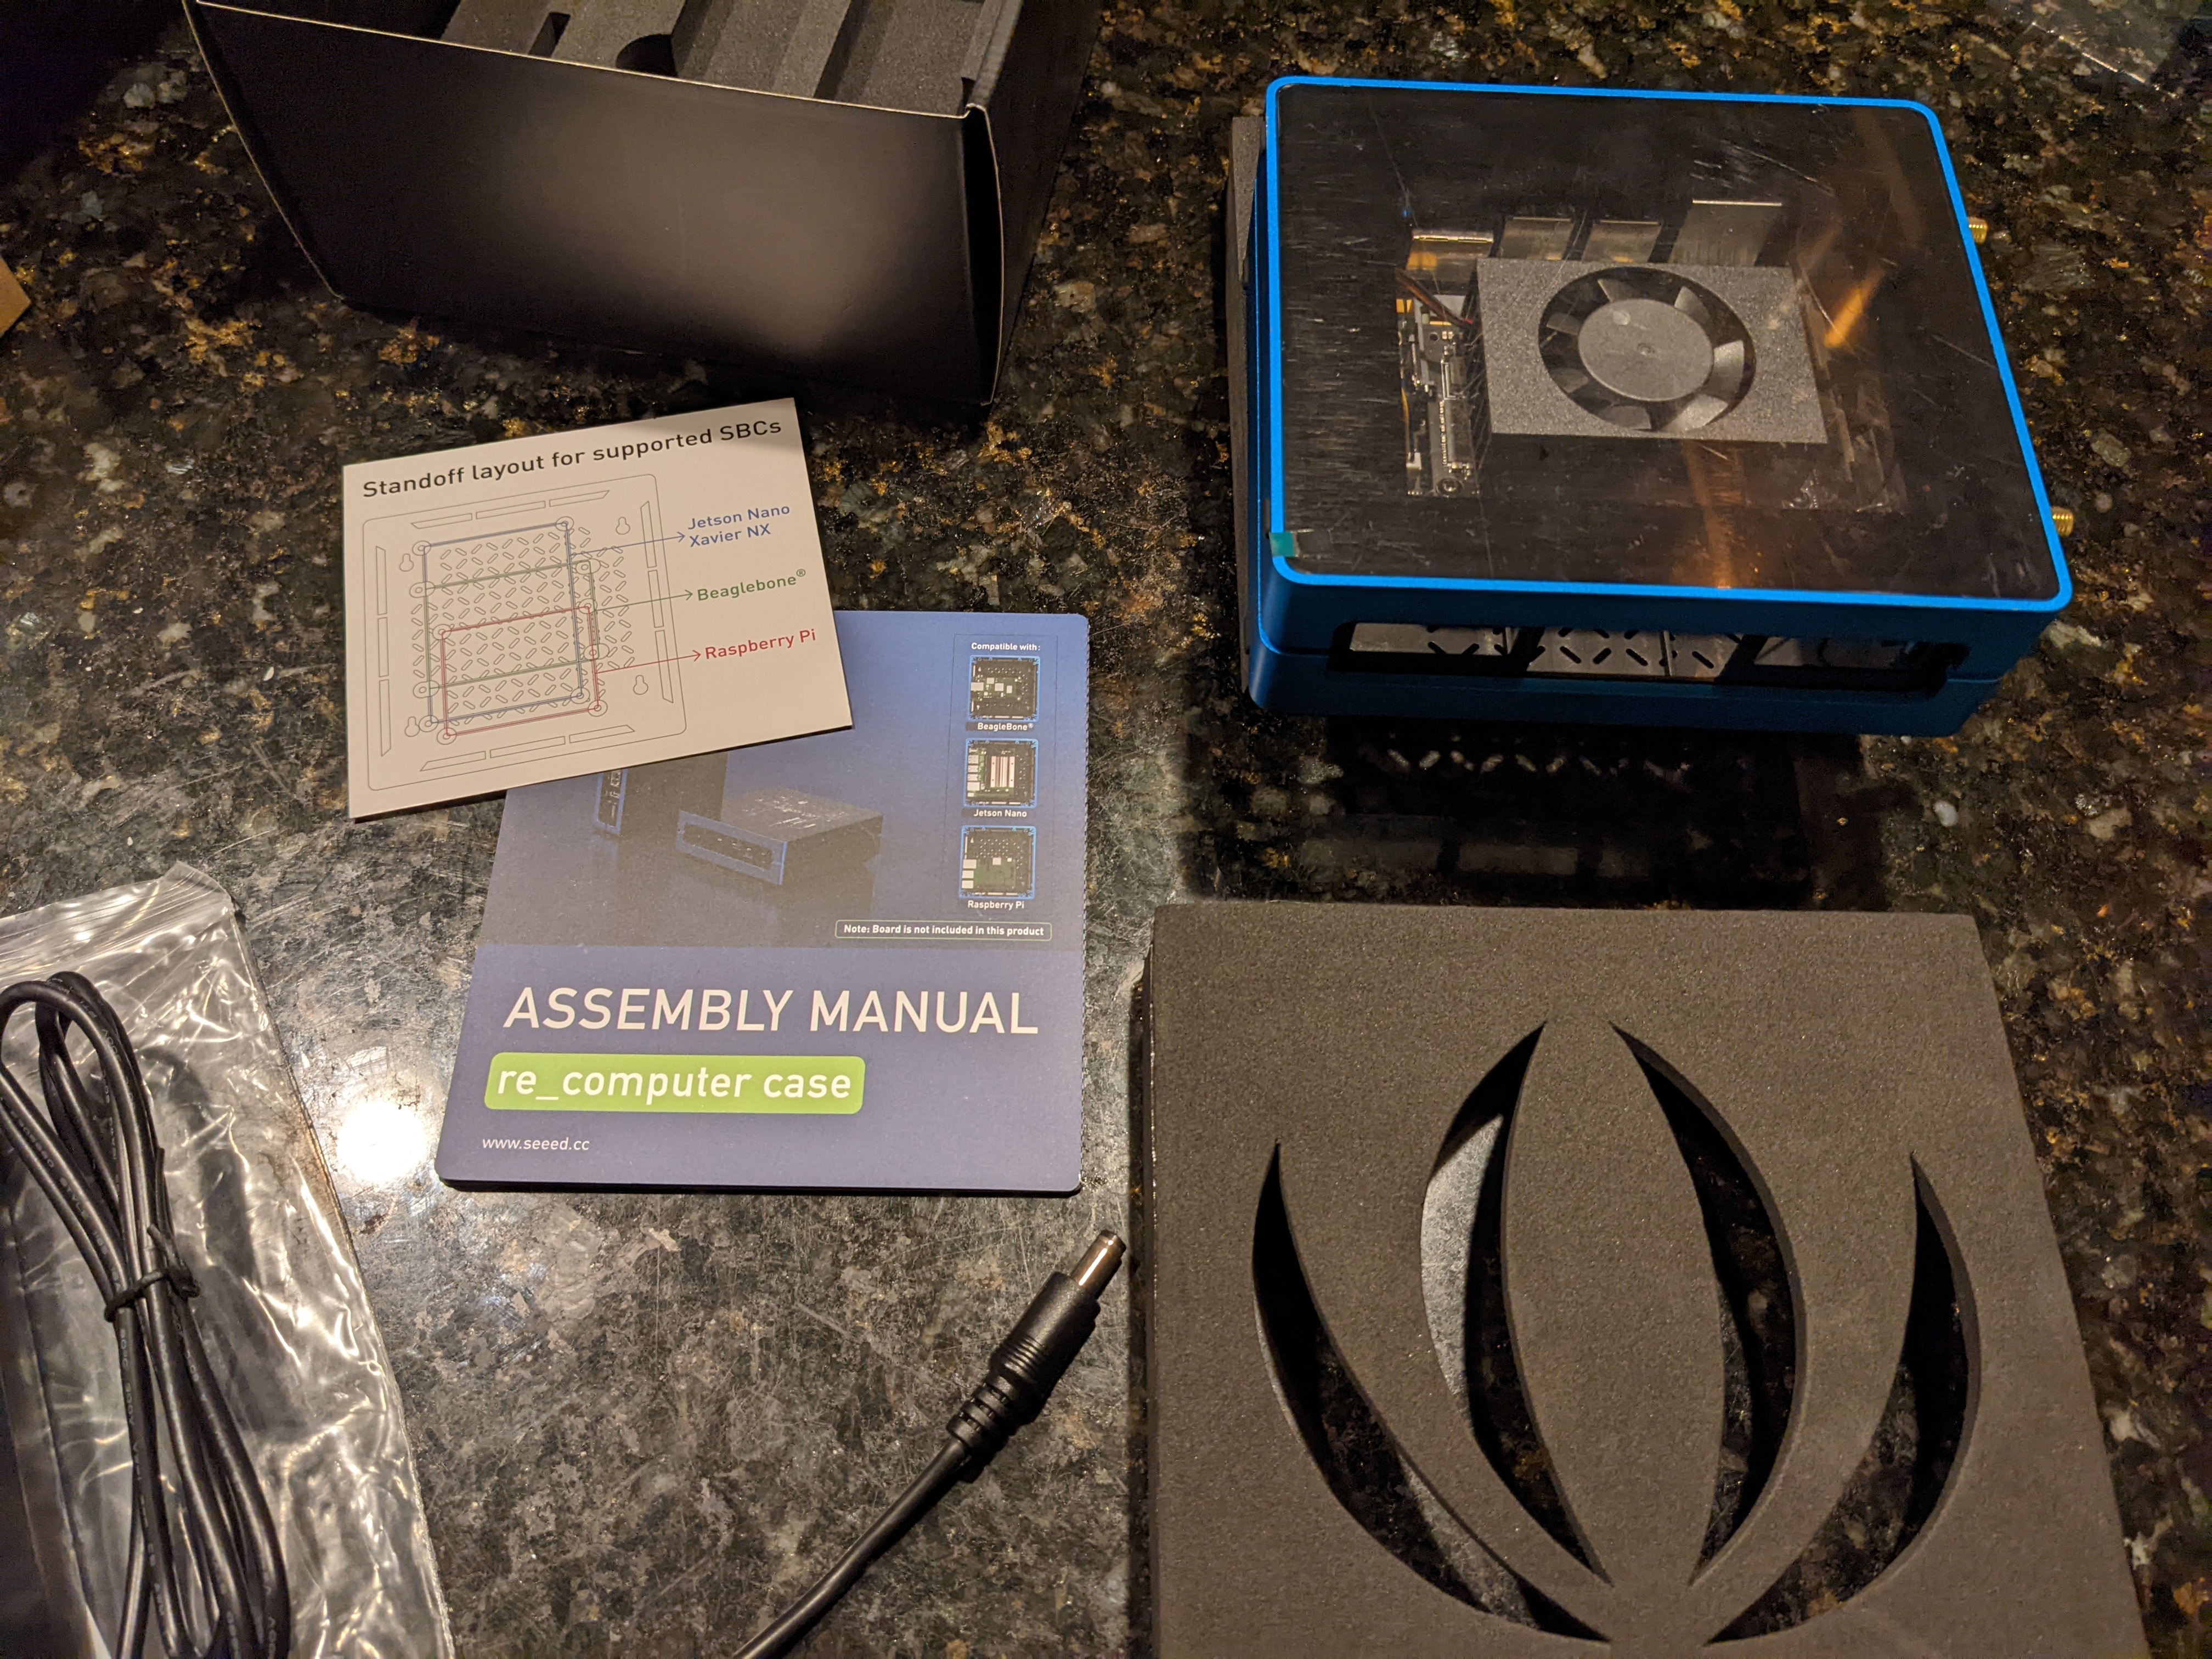 Standoff layout for supported SBCs
Jetson Nano
Xavier NX
Beaglebone®
Raspberry Pi
Compatible with:
BeagleBone®
Jetson Nano
Raspberry Pi
Note: Board is not included in this product
ASSEMBLY MANUAL
re_computer case
www.seeed.cc